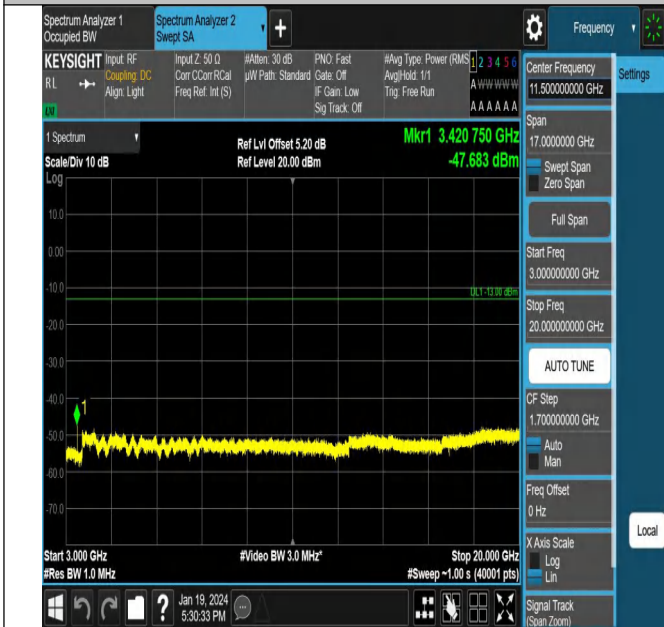 Spectrum Analyzer 1
Occupied BW
Spectrum Analyzer 2
Swept SA
Frequency
KEYSIGHT
RL
LXI
Input: RF
Coupling: DC
Align: Light
Input Z: 50 Ω
Corr CCorr RCal
Freq Ref: Int (S)
#Atten: 30 dB
µW Path: Standard
PNO: Fast
Gate: Off
IF Gain: Low
Sig Track: Off
#Avg Type: Power (RMS
Avg|Hold: 1/1
Trig: Free Run
1 2 3 4 5 6
A W W W W W
A A A A A A
Center Frequency
11.500000000 GHz
Settings
1 Spectrum
Scale/Div 10 dB
Log
Ref Lvl Offset 5.20 dB
Ref Level 20.00 dBm
Mkr1 3.420 750 GHz
-47.683 dBm
Span
17.0000000 GHz
Swept Span
Zero Span
Full Span
Start Freq
3.000000000 GHz
Stop Freq
20.000000000 GHz
AUTO TUNE
CF Step
1.700000000 GHz
Auto
Man
Freq Offset
0 Hz
X Axis Scale
Log
Lin
Local
Signal Track
(Span Zoom)
10.0
0.00
-10.0
DL1 -13.00 dBm
-20.0
-30.0
-40.0
1
-50.0
-60.0
-70.0
Start 3.000 GHz
#Res BW 1.0 MHz
#Video BW 3.0 MHz*
Stop 20.000 GHz
#Sweep ~1.00 s (40001 pts)
?
Jan 19, 2024
5:30:33 PM